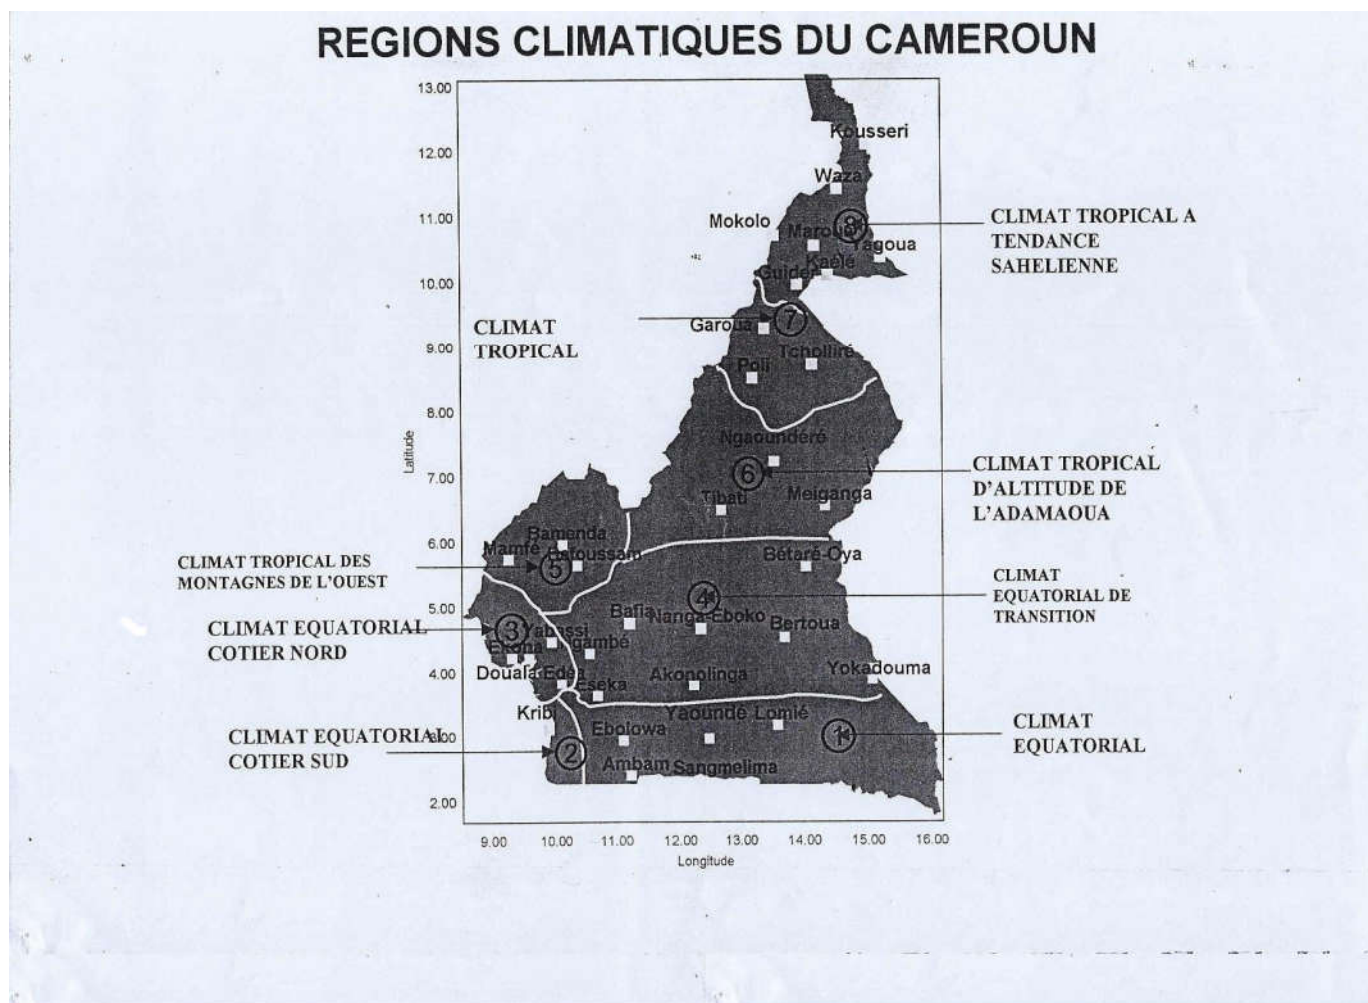 REGIONS CLIMATIQUES DU CAMEROUN
13.00
12.00
11.00
10.00
9.00
8.00
7.00
6.00
5.00
4.00
3.00
2.00
Latitude
9.00 10.00 11.00 12.00 13.00 14.00 15.00 16.00
Longitude
Kousseri
Waza
Mokolo
Maroua
8
Yagoua
Kaélé
Guider
CLIMAT TROPICAL A
TENDANCE
SAHELIENNE
7
Garoua
CLIMAT
TROPICAL
Tcholliré
Poli
Ngaoundéré
6
CLIMAT TROPICAL
D'ALTITUDE DE
L'ADAMAOUA
Tibati
Meiganga
Bamenda
Mamfé
Bafoussam
5
CLIMAT TROPICAL DES
MONTAGNES DE L'OUEST
Bétaré-Oya
4
CLIMAT
EQUATORIAL DE
TRANSITION
Bafia
Nanga-Eboko
Bertoua
3
Yabassi
CLIMAT EQUATORIAL
COTIER NORD
Ekona
Ngambé
Douala
Edea
Eseka
Akonolinga
Yokadouma
Kribi
Yaoundé
Lomié
Ebolowa
1
CLIMAT
EQUATORIAL
CLIMAT EQUATORIAL
COTIER SUD
2
Ambam
Sangmelima